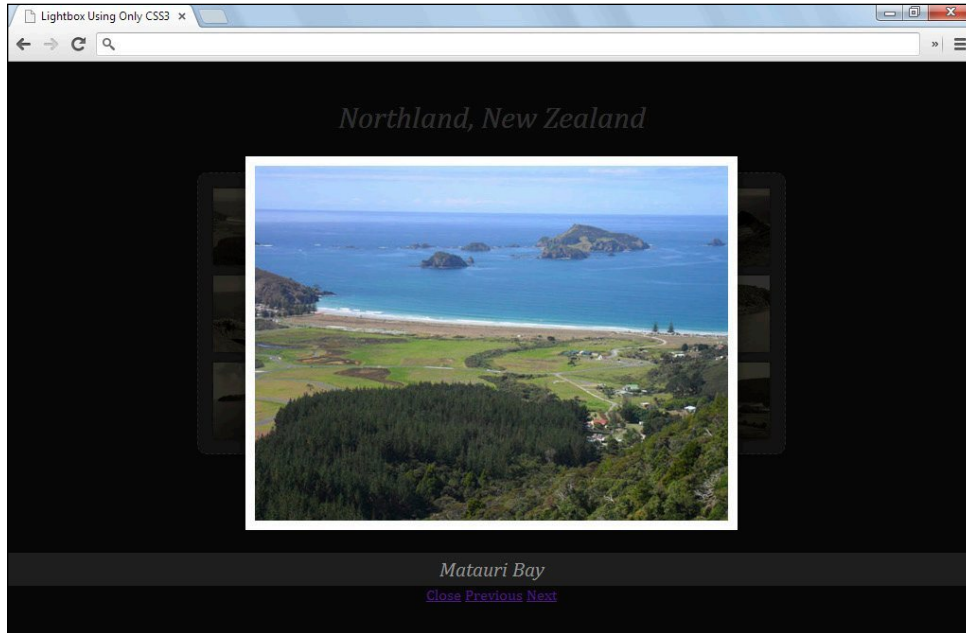 Lightbox Using Only CSS3
Northland, New Zealand
Matauri Bay
Close Previous Next